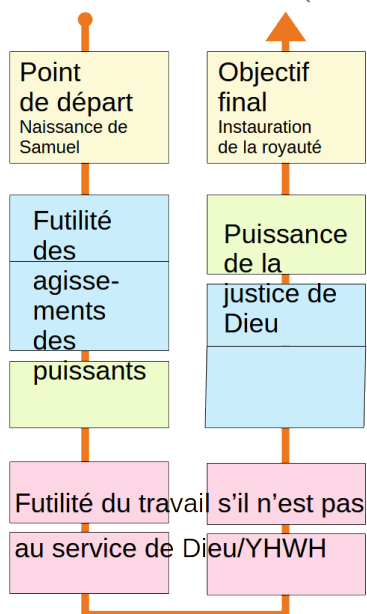 Point
de départ
Naissance de
Samuel
Objectif
final
Instauration
de la royauté
Futilité
des
agisse-
ments
des
puissants
Puissance
de la
justice de
Dieu
Futilité du travail s’il n’est pas
au service de Dieu/YHWH